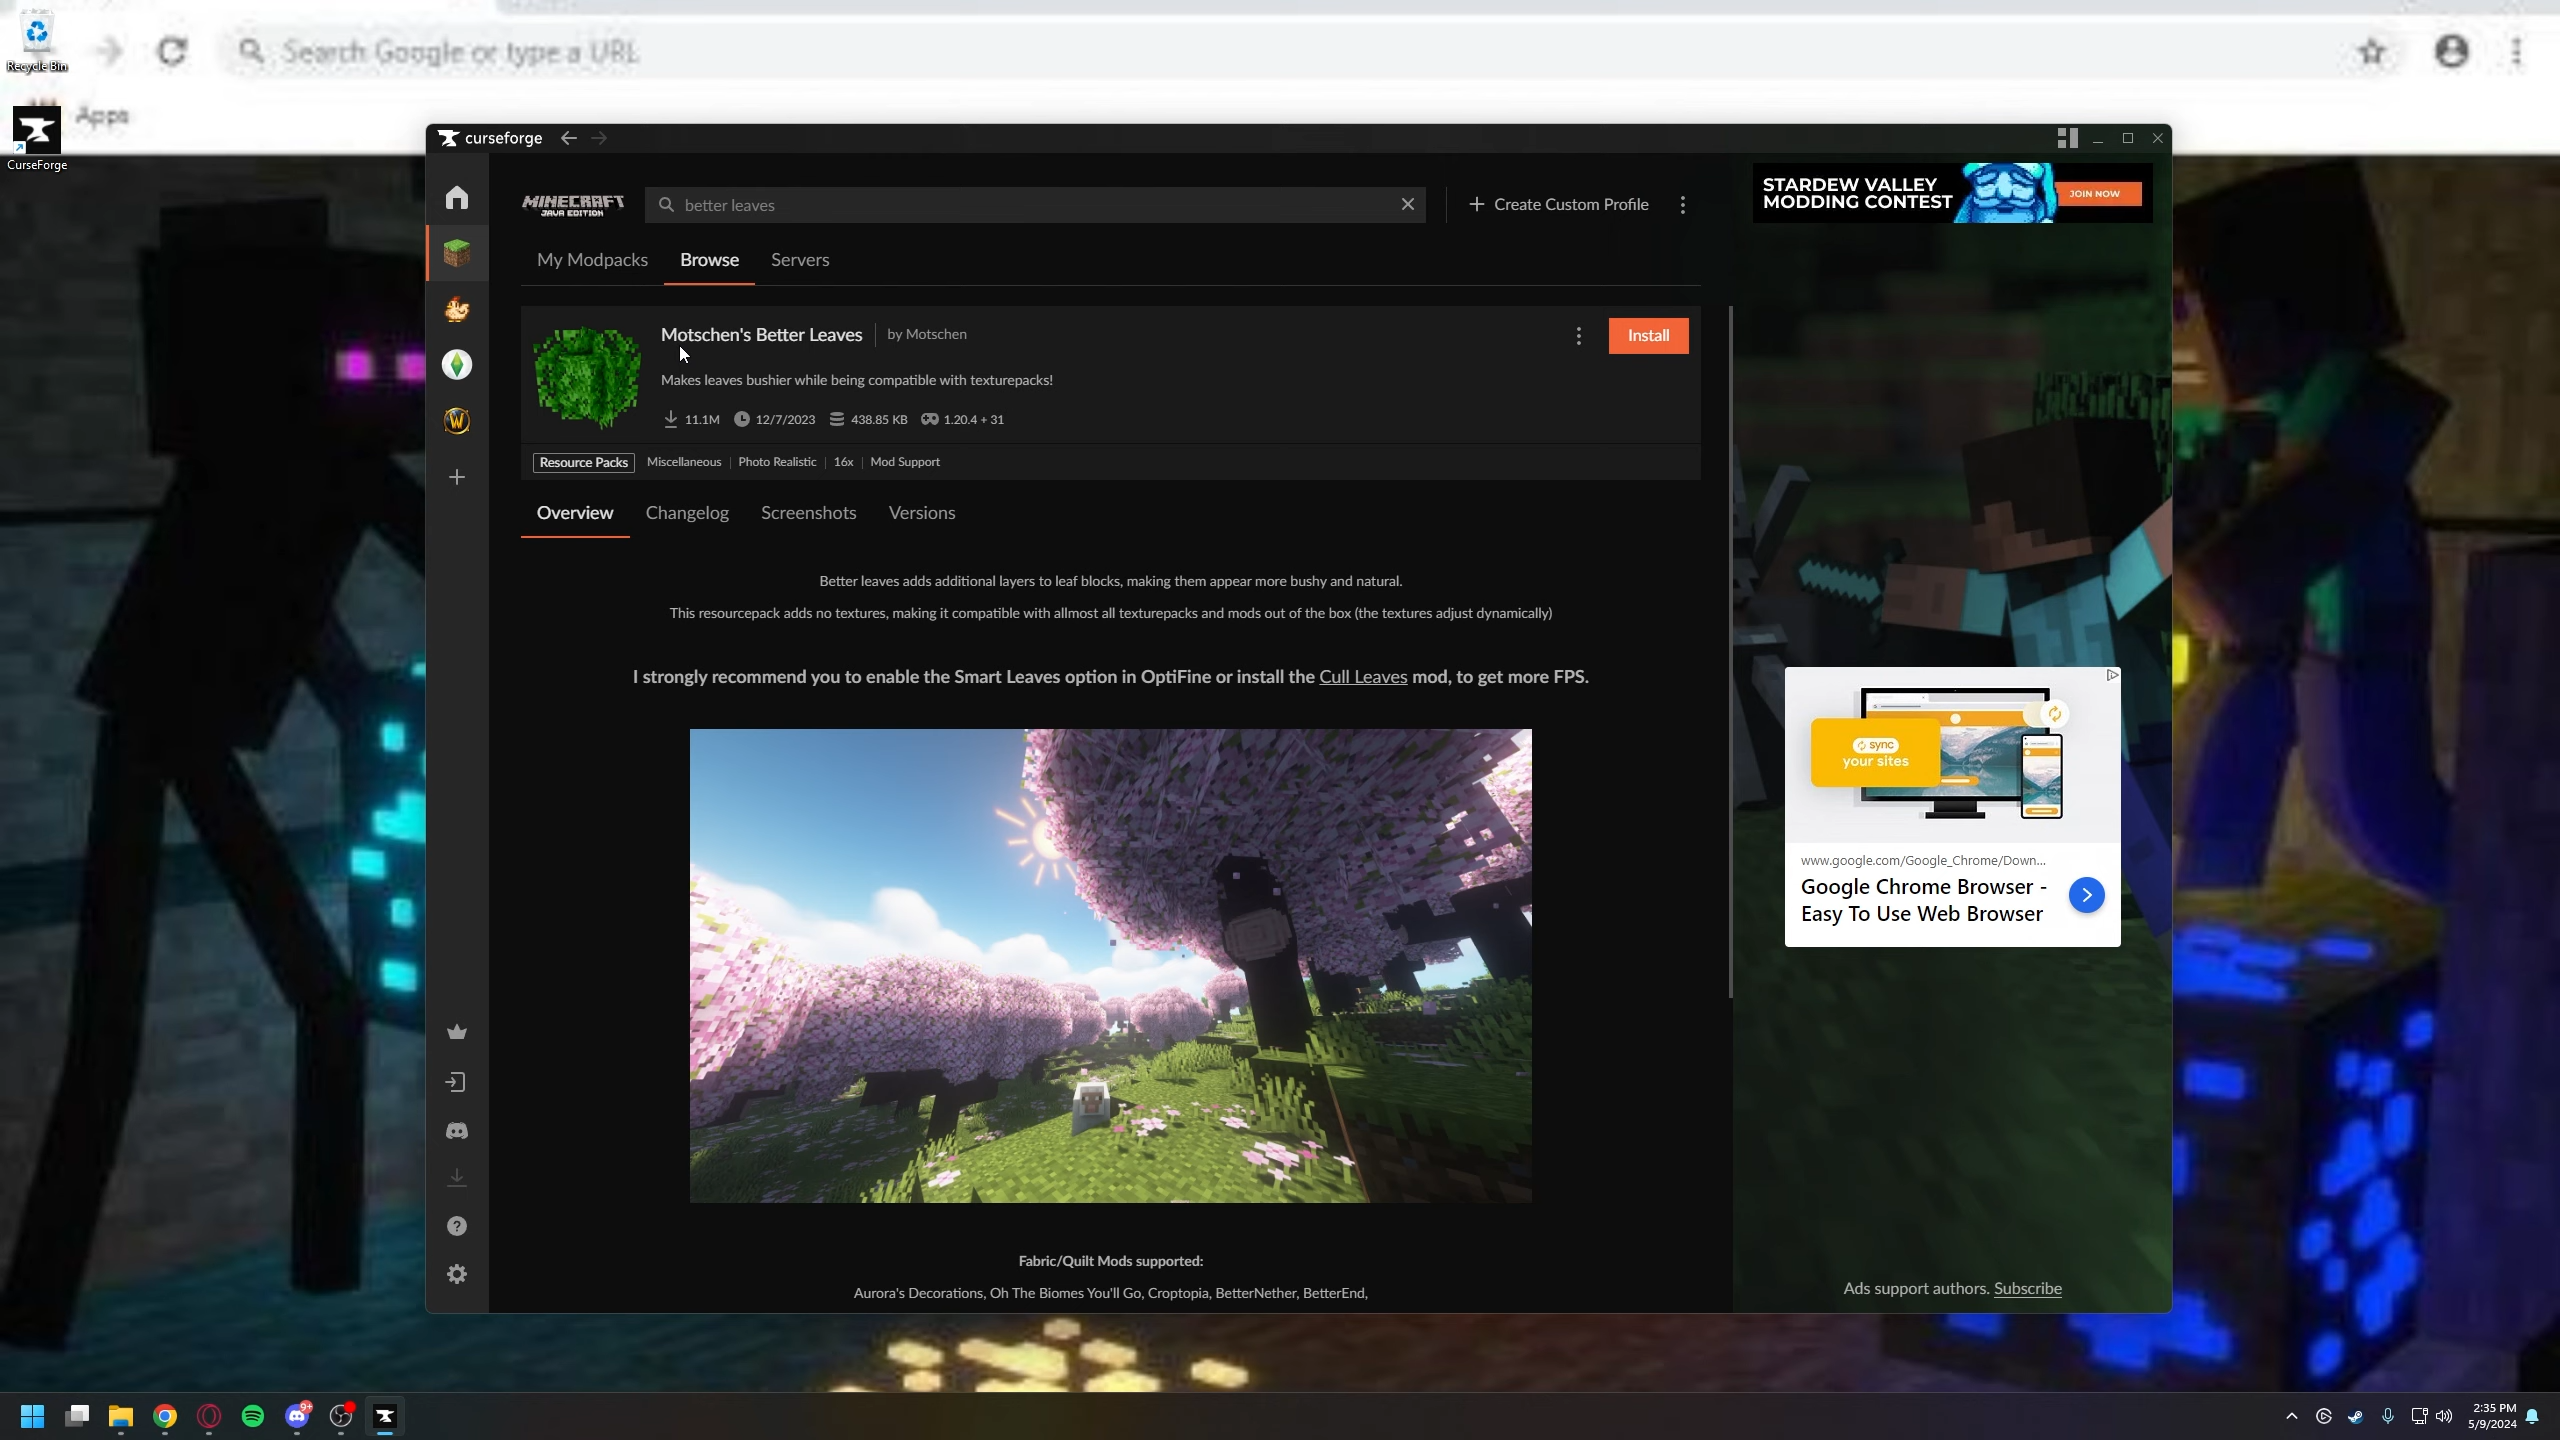 Search Google or type a URL
Recycle Bin
Apps
CurseForge
curseforge
MINECRAFT
JAVA EDITION
better leaves
Create Custom Profile
STARDEW VALLEY
MODDING CONTEST
JOIN NOW
My Modpacks
Browse
Servers
Motschen's Better Leaves
by Motschen
Install
Makes leaves bushier while being compatible with texturepacks!
11.1M
12/7/2023
438.85 KB
1.20.4 + 31
Resource Packs
Miscellaneous
Photo Realistic
16x
Mod Support
Overview
Changelog
Screenshots
Versions
Better leaves adds additional layers to leaf blocks, making them appear more bushy and natural.
This resourcepack adds no textures, making it compatible with allmost all texturepacks and mods out of the box (the textures adjust dynamically)
I strongly recommend you to enable the Smart Leaves option in OptiFine or install the Cull Leaves mod, to get more FPS.
sync
your sites
www.google.com/Google_Chrome/Down...
Google Chrome Browser -
Easy To Use Web Browser
Fabric/Quilt Mods supported:
Aurora's Decorations, Oh The Biomes You'll Go, Croptopia, BetterNether, BetterEnd,
Ads support authors. Subscribe
9+
2:35 PM
5/9/2024